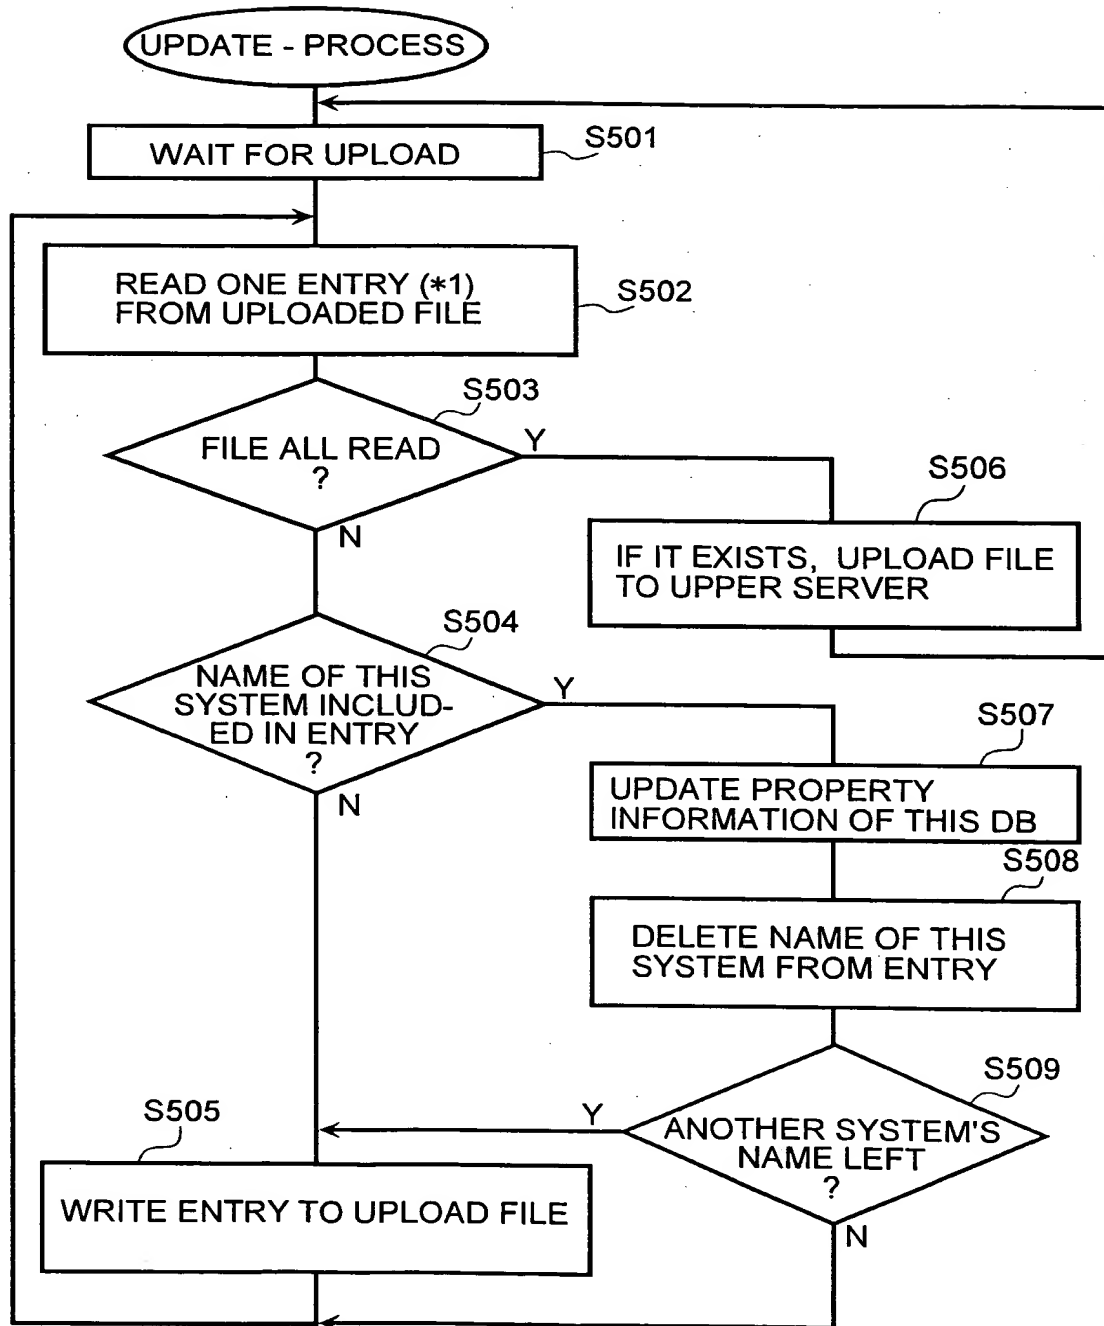 UPDATE - PROCESS
WAIT FOR UPLOAD
S501
READ ONE ENTRY (*1)
FROM UPLOADED FILE
S502
S503
FILE ALL READ
?
Y
N
S506
IF IT EXISTS, UPLOAD FILE
TO UPPER SERVER
S504
NAME OF THIS
SYSTEM INCLUD-
ED IN ENTRY
?
Y
N
S507
UPDATE PROPERTY
INFORMATION OF THIS DB
S508
DELETE NAME OF THIS
SYSTEM FROM ENTRY
S509
ANOTHER SYSTEM'S
NAME LEFT
?
Y
N
S505
WRITE ENTRY TO UPLOAD FILE